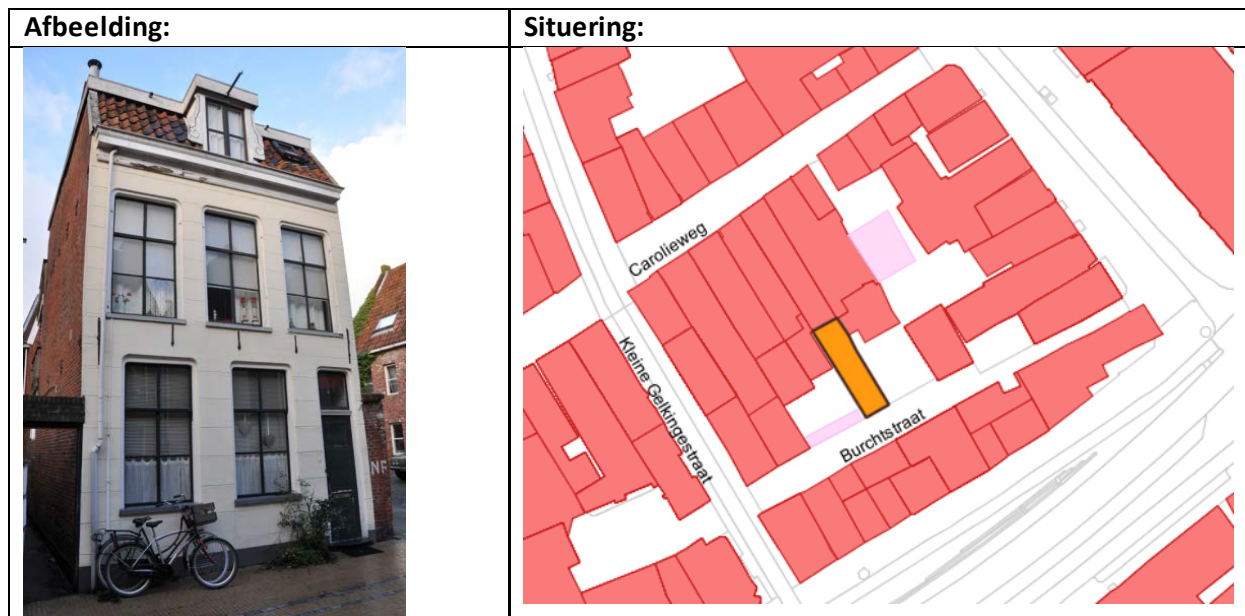 Afbeelding:
Situering:
Carolieweg
Kleine Gelkingestraat
Burchtstraat